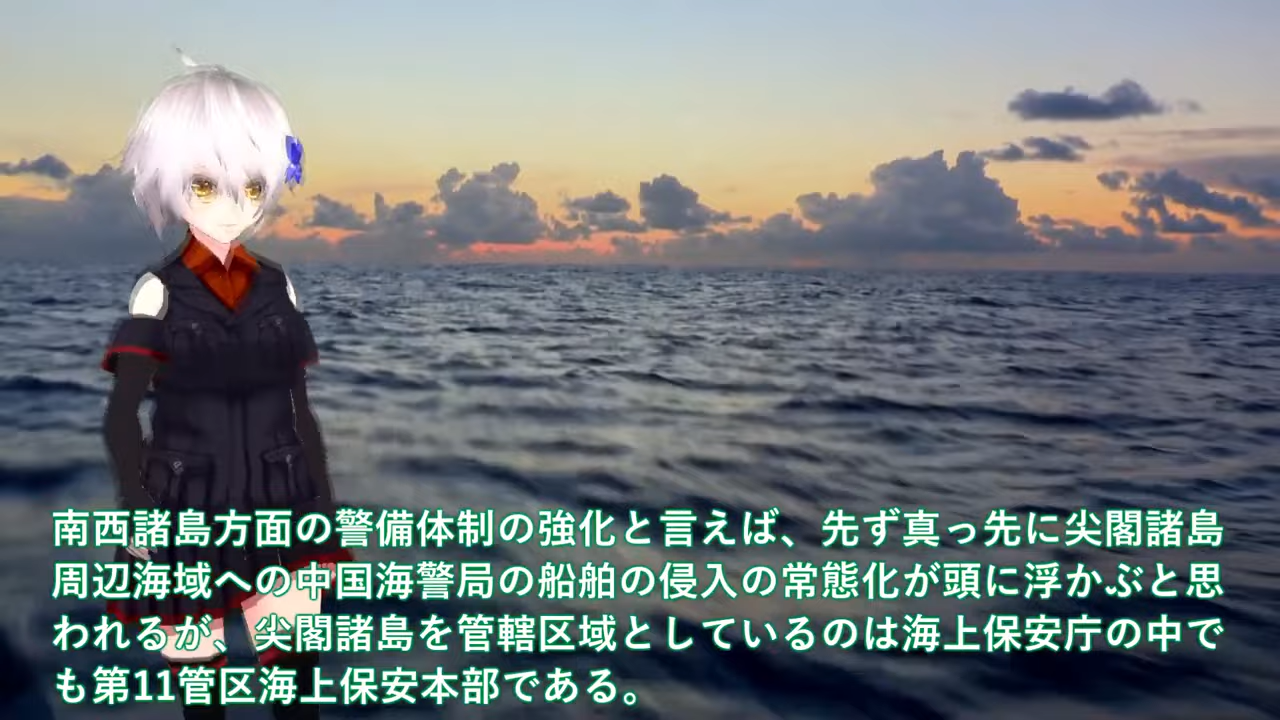 南西諸島方面の警備体制の強化と言えば、先ず真っ先に尖閣諸島
周辺海域への中国海警局の船舶の侵入の常態化が頭に浮かぶと思
われるが、尖閣諸島を管轄区域としているのは海上保安庁の中で
も第11管区海上保安本部である。